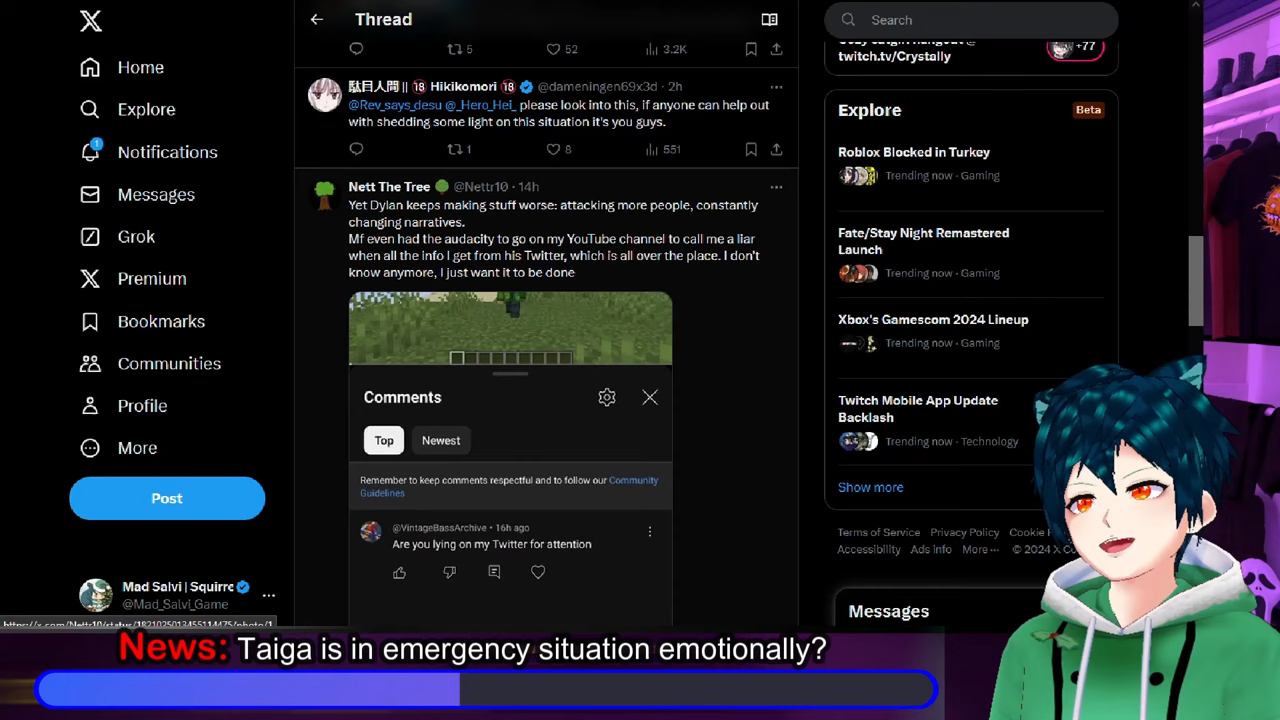 Home
Explore
1
Notifications
Messages
Grok
Premium
Bookmarks
Communities
Profile
More
Post
Mad Salvi | Squirre
@Mad_Salvi_Game
Thread
5
52
3.2K
駄目人間 || 🔞 Hikikomori 🔞 @dameningen69x3d · 2h
@Rev_says_desu @_Hero_Hei_ please look into this, if anyone can help out
with shedding some light on this situation it's you guys.
1
8
551
Nett The Tree 🌳 @Nettr10 · 14h
Yet Dylan keeps making stuff worse: attacking more people, constantly
changing narratives.
Mf even had the audacity to go on my YouTube channel to call me a liar
when all the info I get from his Twitter, which is all over the place. I don't
know anymore, I just want it to be done
Comments
Top
Newest
Remember to keep comments respectful and to follow our Community
Guidelines
@VintageBassArchive • 16h ago
Are you lying on my Twitter for attention
Search
+77
twitch.tv/Crystally
Explore
Beta
Roblox Blocked in Turkey
Trending now · Gaming
Fate/Stay Night Remastered
Launch
Trending now · Gaming
Xbox's Gamescom 2024 Lineup
Trending now · Gaming
Twitch Mobile App Update
Backlash
Trending now · Technology
Show more
Terms of Service Privacy Policy Cookie
Accessibility Ads info More ··· © 2024 X Co
Messages
News: Taiga is in emergency situation emotionally?